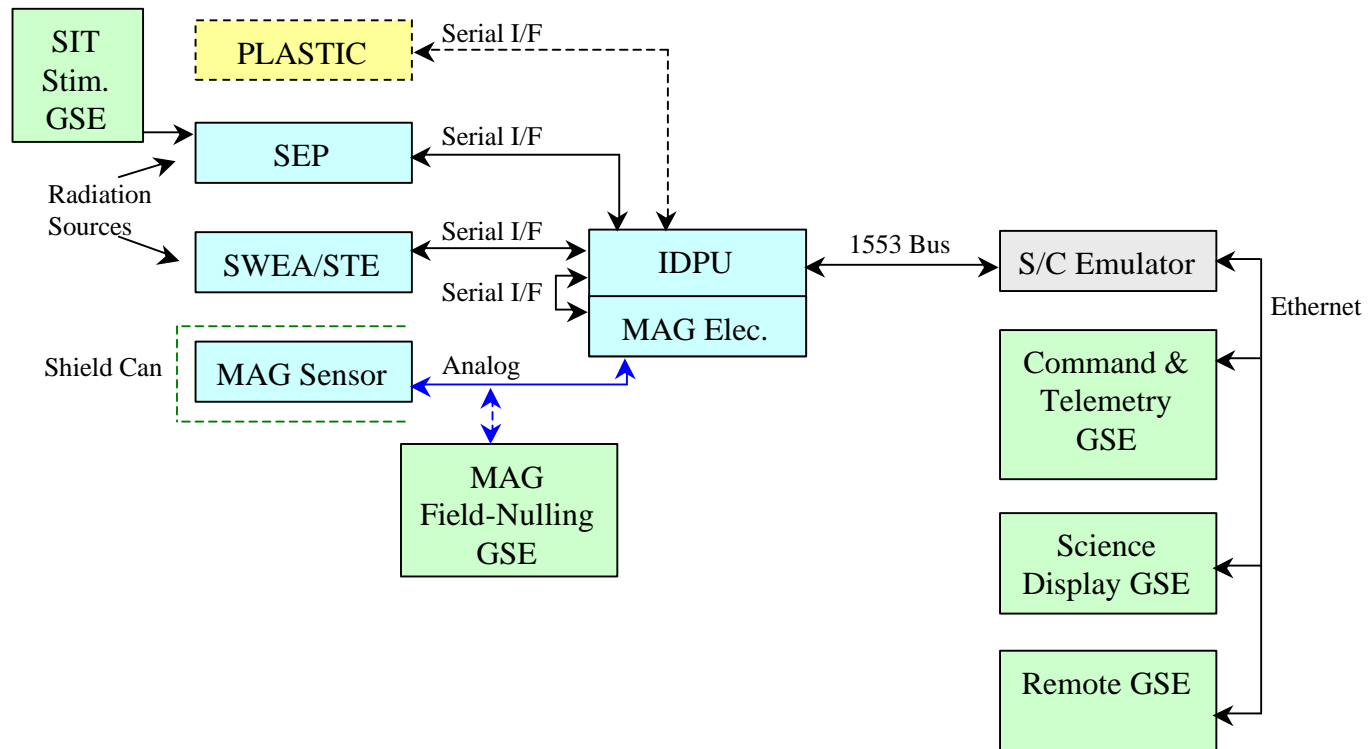 SIT
Stim.
GSE
PLASTIC
Serial I/F
SEP
Serial I/F
Radiation
Sources
SWEA/STE
Serial I/F
Serial I/F
IDPU
MAG Elec.
1553 Bus
S/C Emulator
Ethernet
Shield Can
MAG Sensor
Analog
MAG
Field-Nulling
GSE
Command &
Telemetry
GSE
Science
Display GSE
Remote GSE